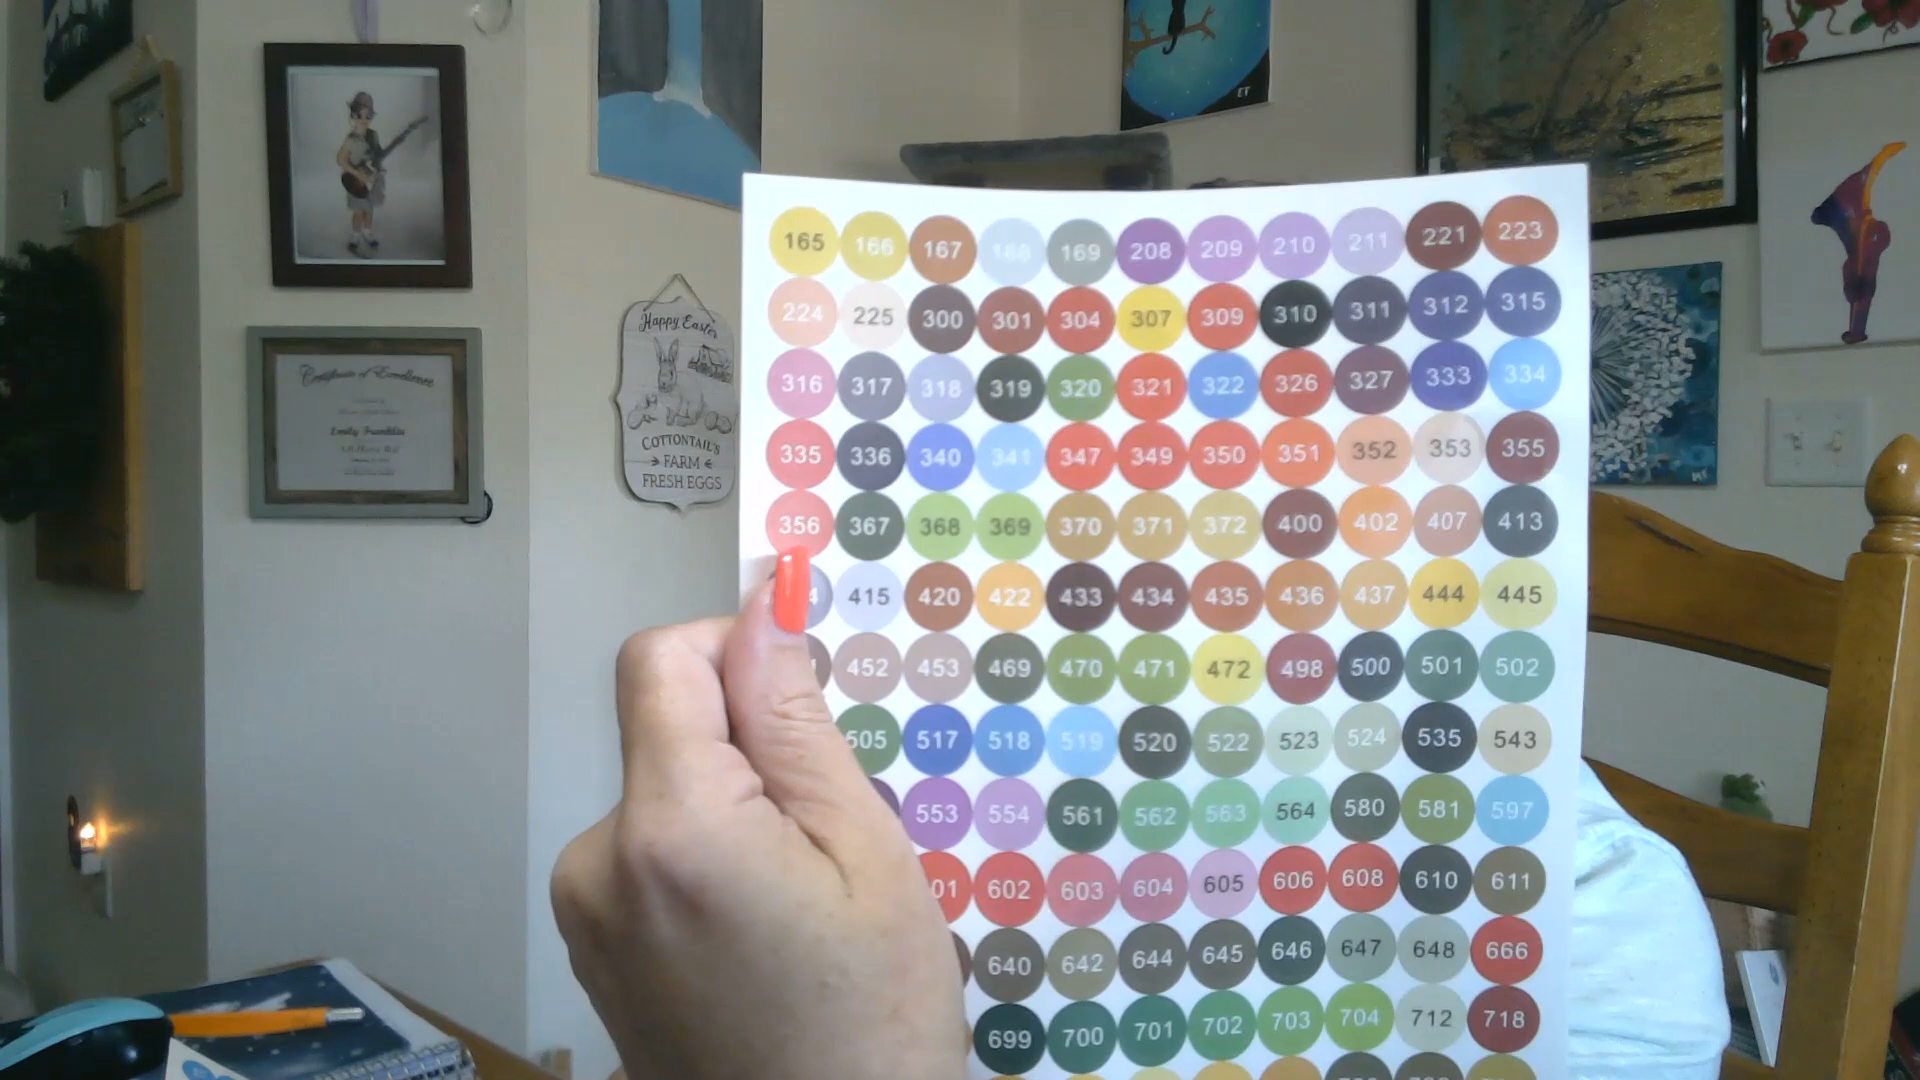 Happy Easter
COTTONTAIL'S
FARM
FRESH EGGS
Certificate of Excellence
Emily Franklin
ET
165 166 167 168 169 208 209 210 211 221 223
224 225 300 301 304 307 309 310 311 312 315
316 317 318 319 320 321 322 326 327 333 334
335 336 340 341 347 349 350 351 352 353 355
356 367 368 369 370 371 372 400 402 407 413
4 415 420 422 433 434 435 436 437 444 445
452 453 469 470 471 472 498 500 501 502
505 517 518 519 520 522 523 524 535 543
553 554 561 562 563 564 580 581 597
01 602 603 604 605 606 608 610 611
640 642 644 645 646 647 648 666
699 700 701 702 703 704 712 718